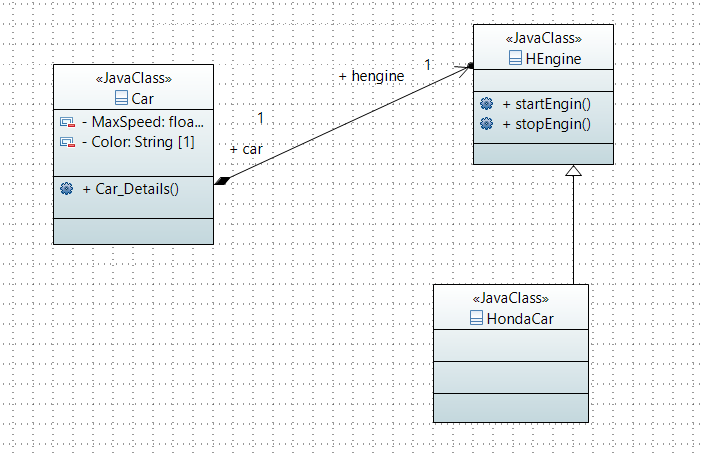 «JavaClass»
Car
- MaxSpeed: floa...
- Color: String [1]
+ Car_Details()
1
+ car
+ hengine
1
«JavaClass»
HEngine
+ startEngin()
+ stopEngin()
«JavaClass»
HondaCar